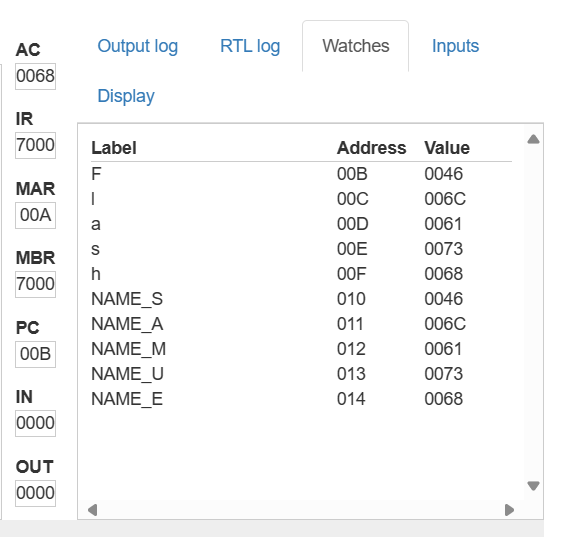 AC
0068
IR
7000
MAR
00A
MBR
7000
PC
00B
IN
0000
OUT
0000
Output log RTL log Watches Inputs
Display
Label Address Value
F 00B 0046
l 00C 006C
a 00D 0061
s 00E 0073
h 00F 0068
NAME_S 010 0046
NAME_A 011 006C
NAME_M 012 0061
NAME_U 013 0073
NAME_E 014 0068